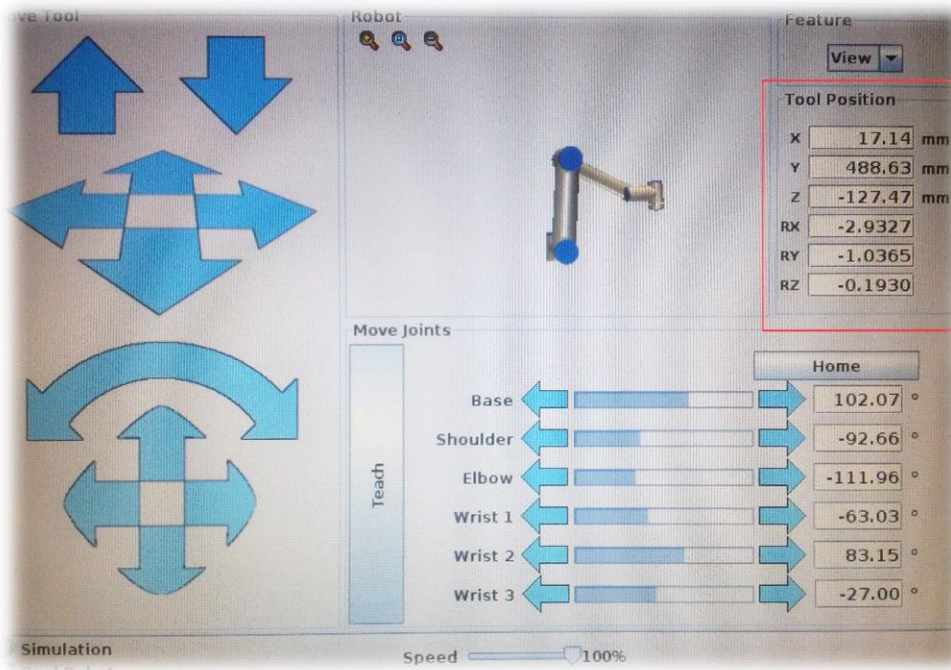 ove Tool
Robot
Feature
View
Tool Position
X 17.14 mm
Y 488.63 mm
Z -127.47 mm
RX -2.9327
RY -1.0365
RZ -0.1930
Move Joints
Home
Teach
Base 102.07 °
Shoulder -92.66 °
Elbow -111.96 °
Wrist 1 -63.03 °
Wrist 2 83.15 °
Wrist 3 -27.00 °
Simulation
Speed 100%